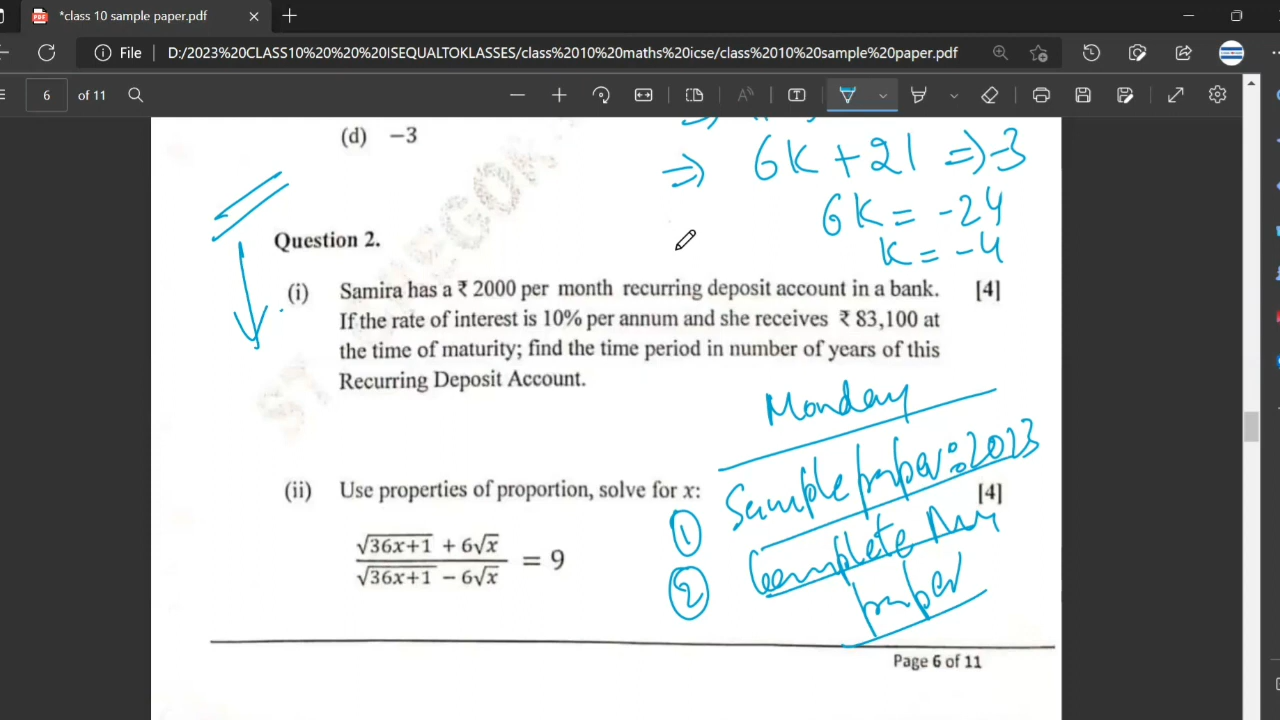 *class 10 sample paper.pdf
File D:/2023%20CLASS10%20%20%20ISEQUALTOKLASSES/class%2010%20maths%20icse/class%2010%20sample%20paper.pdf
6 of 11
(d) −3
⇒ 6K + 21 ⇒ -3
6K = -24
K = -4
Question 2.
(i) Samira has a ₹ 2000 per month recurring deposit account in a bank. [4]
If the rate of interest is 10% per annum and she receives ₹ 83,100 at
the time of maturity; find the time period in number of years of this
Recurring Deposit Account.
Monday
Sample paper : 2023
(ii) Use properties of proportion, solve for x: [4]
① 
② Complete
paper
√36x+1 + 6√x
√36x+1 − 6√x
= 9
Page 6 of 11